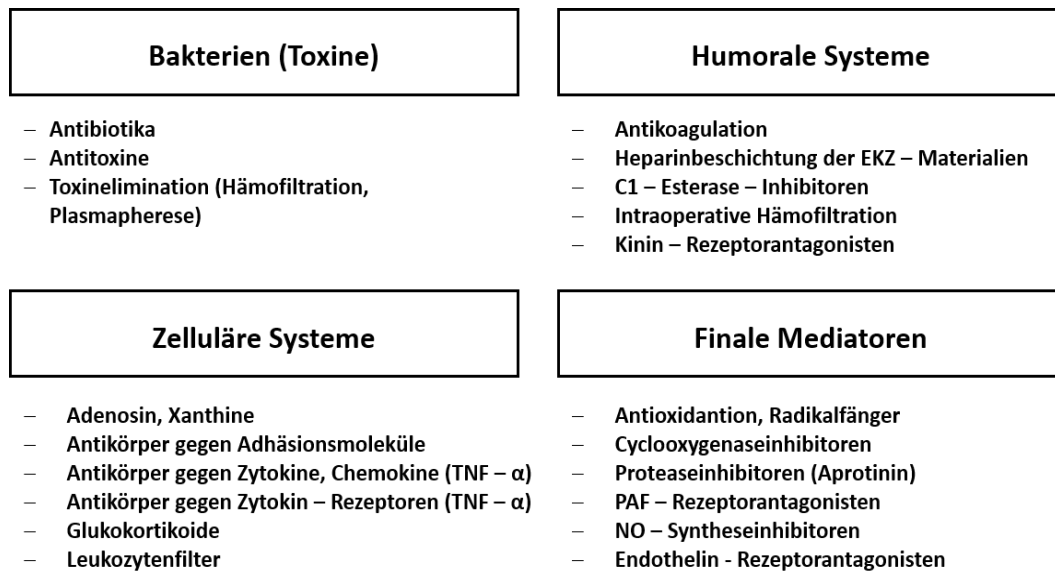 Bakterien (Toxine)
– Antibiotika
– Antitoxine
– Toxinelimination (Hämofiltration,
Plasmapherese)
Humorale Systeme
– Antikoagulation
– Heparinbeschichtung der EKZ – Materialien
– C1 – Esterase – Inhibitoren
– Intraoperative Hämofiltration
– Kinin – Rezeptorantagonisten
Zelluläre Systeme
– Adenosin, Xanthine
– Antikörper gegen Adhäsionsmoleküle
– Antikörper gegen Zytokine, Chemokine (TNF – α)
– Antikörper gegen Zytokin – Rezeptoren (TNF – α)
– Glukokortikoide
– Leukozytenfilter
Finale Mediatoren
– Antioxidantion, Radikalfänger
– Cyclooxygenaseinhibitoren
– Proteaseinhibitoren (Aprotinin)
– PAF – Rezeptorantagonisten
– NO – Syntheseinhibitoren
– Endothelin - Rezeptorantagonisten